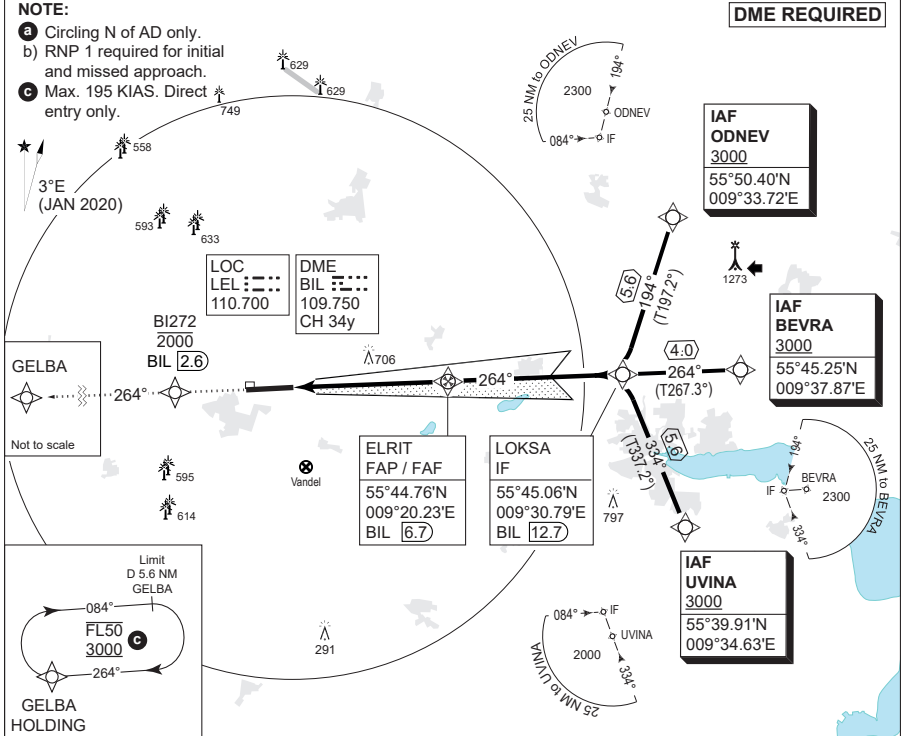 NOTE:
a Circling N of AD only.
b) RNP 1 required for initial
and missed approach.
c Max. 195 KIAS. Direct
entry only.
DME REQUIRED
629
629
749
558
3°E
(JAN 2020)
593
633
25 NM to ODNEV
194°
2300
ODNEV
084°
IF
IAF
ODNEV
3000
55°50.40'N
009°33.72'E
LOC
LEL
110.700
DME
BIL
109.750
CH 34y
5.6
194°
(T197.2°)
1273
BI272
2000
BIL 2.6
706
GELBA
264°
Not to scale
264°
4.0
264°
(T267.3°)
IAF
BEVRA
3000
55°45.25'N
009°37.87'E
5.6
334°
(T337.2°)
ELRIT
FAP / FAF
55°44.76'N
009°20.23'E
BIL 6.7
LOKSA
IF
55°45.06'N
009°30.79'E
BIL 12.7
595
614
Vandel
797
25 NM to BEVRA
194°
BEVRA
IF
2300
334°
Limit
D 5.6 NM
GELBA
084°
FL50
3000
c
264°
GELBA
HOLDING
291
084°
IF
UVINA
2000
334°
25 NM to UVINA
IAF
UVINA
3000
55°39.91'N
009°34.63'E